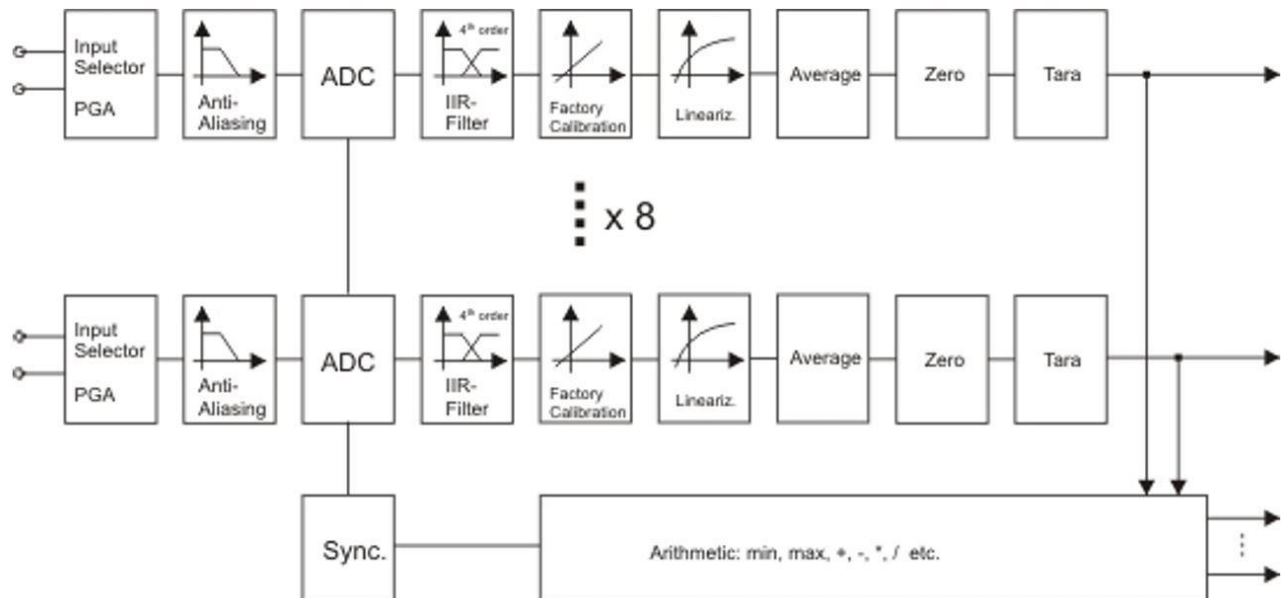 Input
Selector
PGA
Anti-
Aliasing
ADC
4th order
IIR-
Filter
Factory
Calibration
Lineariz.
Average
Zero
Tara
x 8
Input
Selector
PGA
Anti-
Aliasing
ADC
4th order
IIR-
Filter
Factory
Calibration
Lineariz.
Average
Zero
Tara
Sync.
Arithmetic: min, max, +, -, *, / etc.